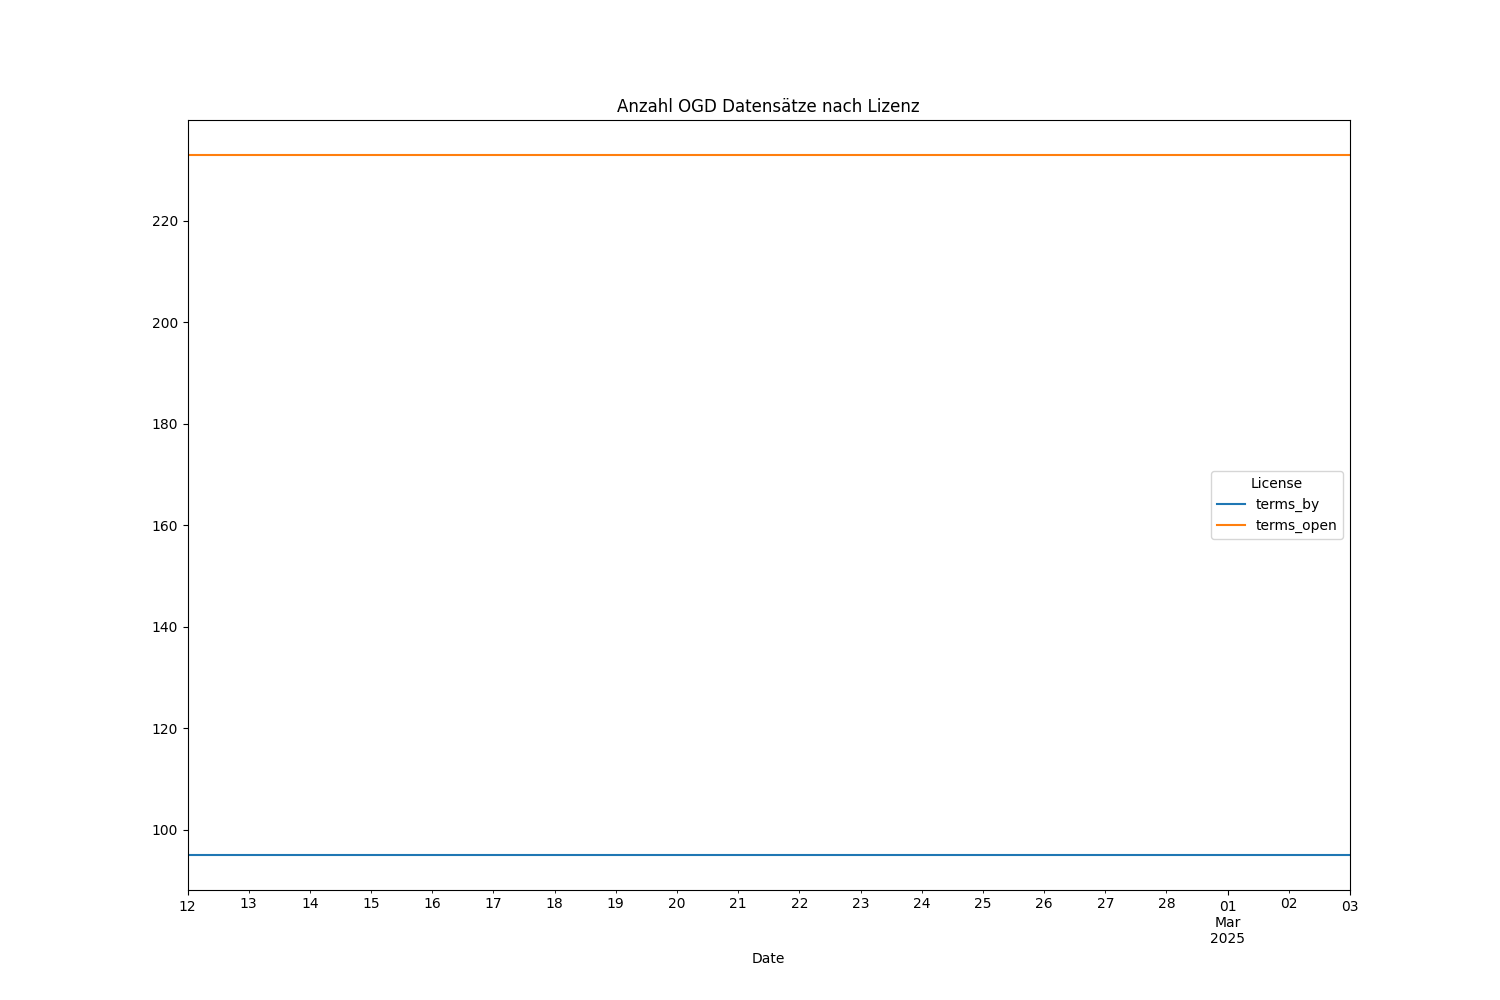 Anzahl OGD Datensätze nach Lizenz
220
200
180
160
140
120
100
License
terms_by
terms_open
12 13 14 15 16 17 18 19 20 21 22 23 24 25 26 27 28 01 02 03
Mar
2025
Date